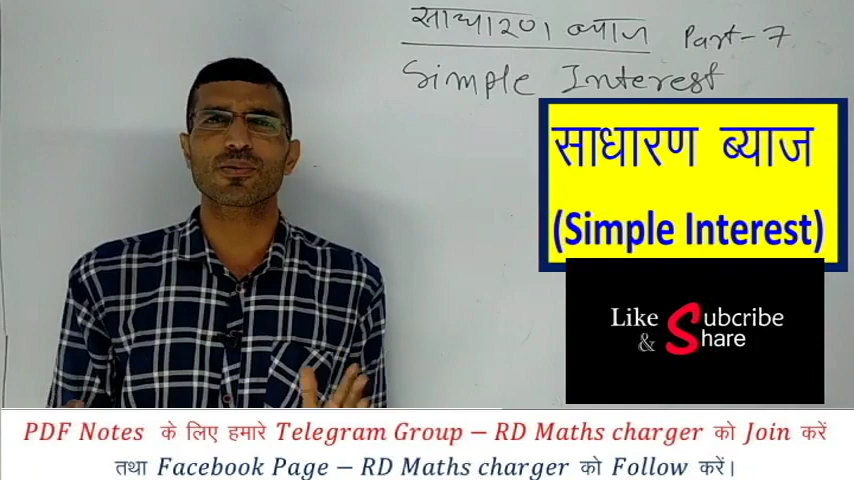 साधारण ब्याज Part-7
Simple Interest
साधारण ब्याज
(Simple Interest)
Like Subcribe
& Share
PDF Notes के लिए हमारे Telegram Group – RD Maths charger को Join करें
तथा Facebook Page – RD Maths charger को Follow करें।